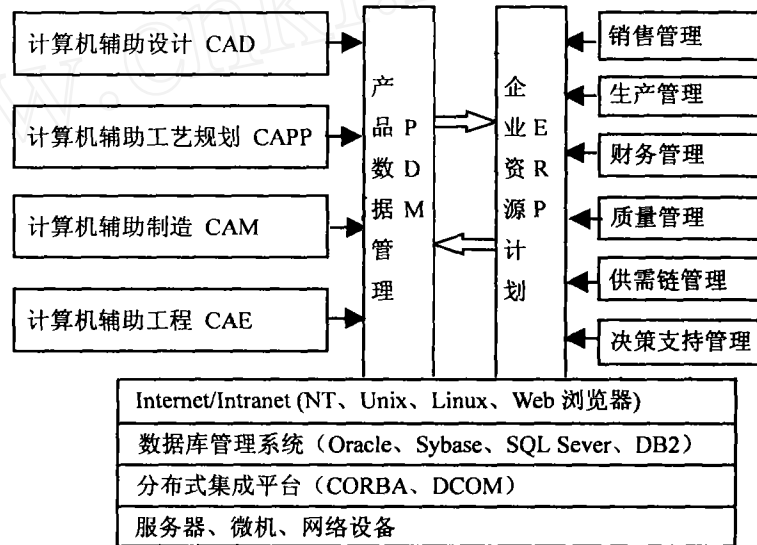 计算机辅助设计 CAD
计算机辅助工艺规划 CAPP
计算机辅助制造 CAM
计算机辅助工程 CAE
产品数据管理
PDM
企业资源计划
ERP
销售管理
生产管理
财务管理
质量管理
供需链管理
决策支持管理
Internet/Intranet (NT、Unix、Linux、Web 浏览器)
数据库管理系统（Oracle、Sybase、SQL Sever、DB2）
分布式集成平台（CORBA、DCOM）
服务器、微机、网络设备